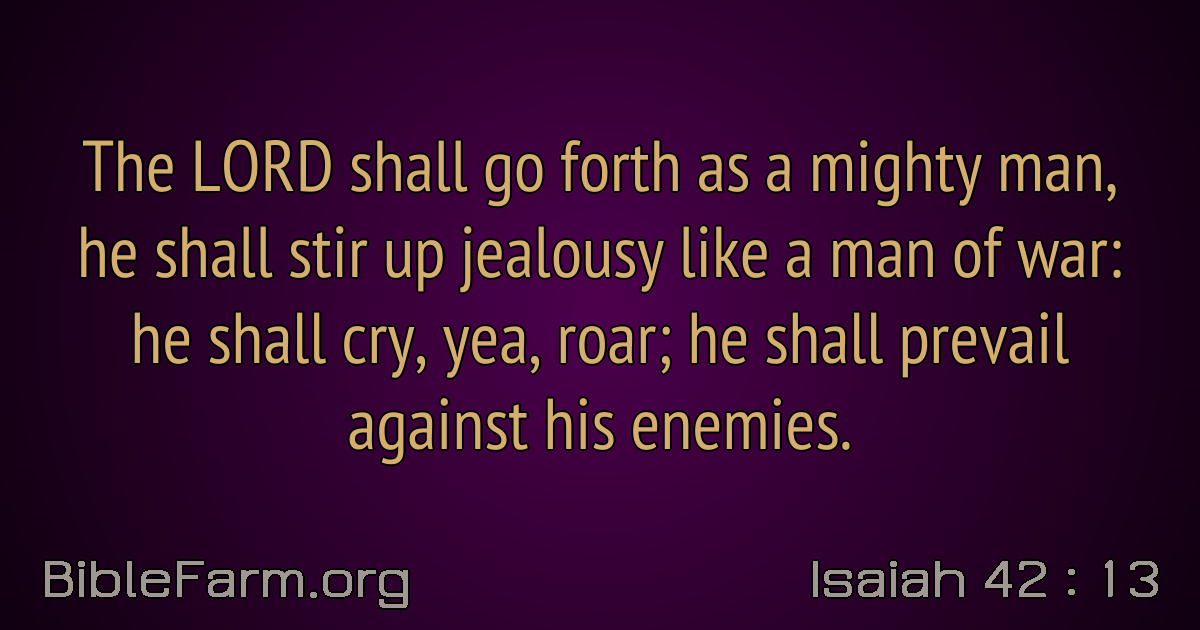 The LORD shall go forth as a mighty man,
he shall stir up jealousy like a man of war:
he shall cry, yea, roar; he shall prevail
against his enemies.
BibleFarm.org
Isaiah 42 : 13